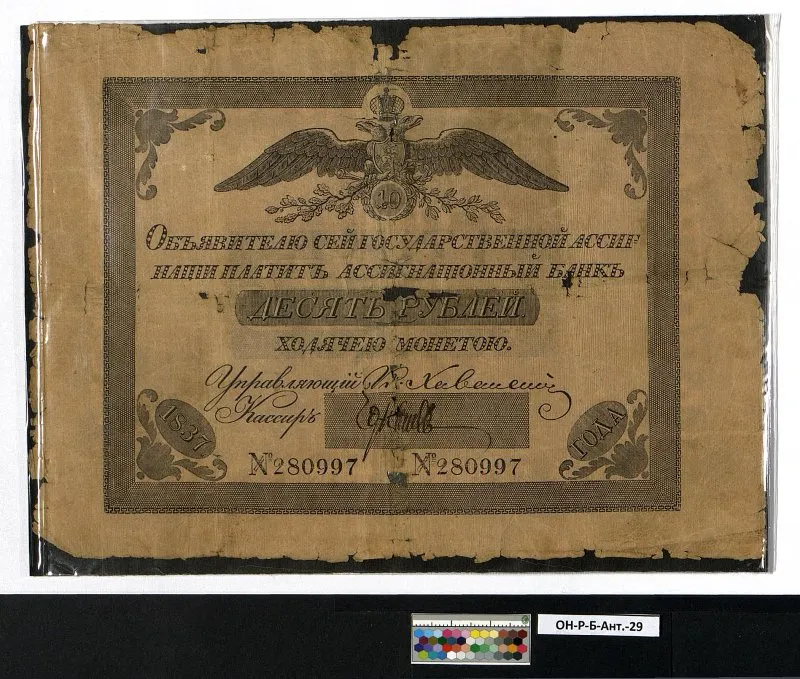 10
Объявителю сей государственной асси-
нации платитъ ассигнационный банкъ
ДЕСЯТЬ РУБЛЕЙ
ходячею монетою.
Управляющій
Кассиръ
1837 ГОДА
№280997 №280997
ОН-Р-Б-Ант.-29